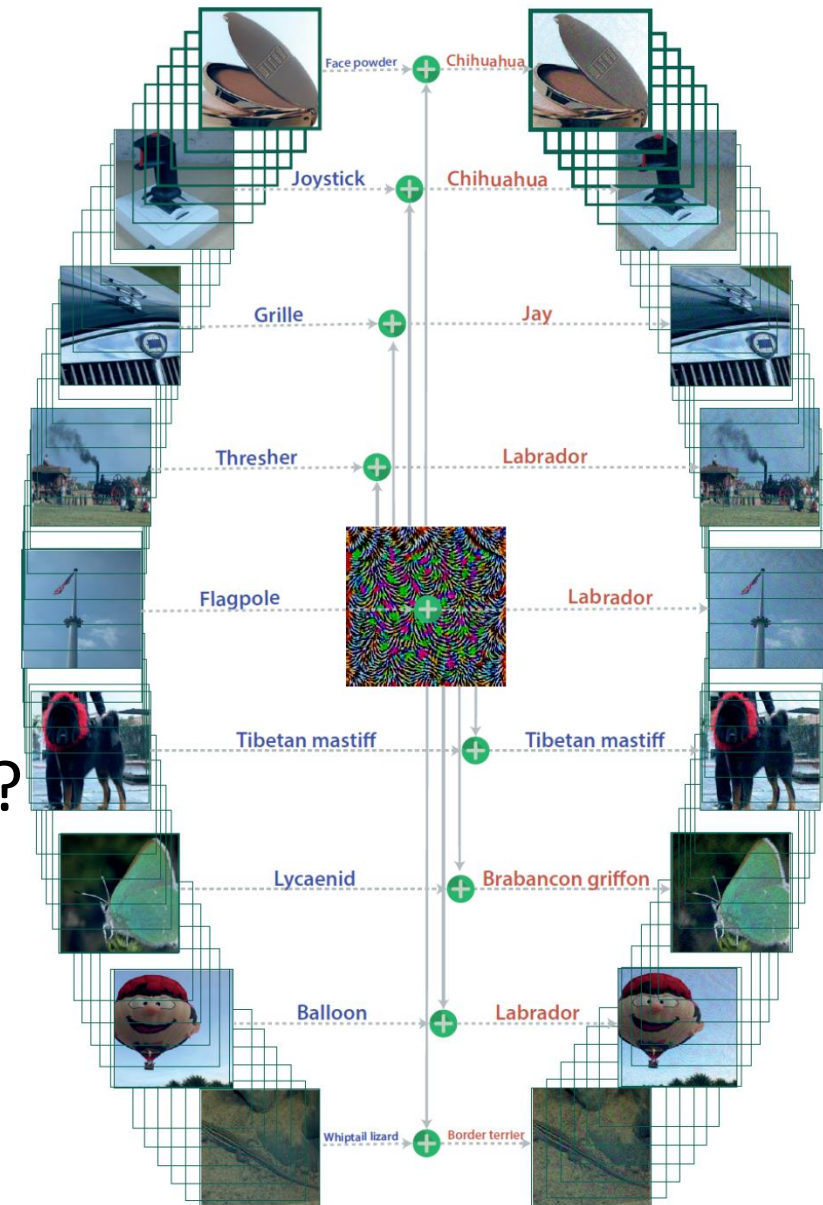 Face powder Chihuahua
Joystick Chihuahua
Grille Jay
Thresher Labrador
Flagpole Labrador
Tibetan mastiff Tibetan mastiff
?
Lycaenid Brabancon griffon
Balloon Labrador
Whiptail lizard Border terrier